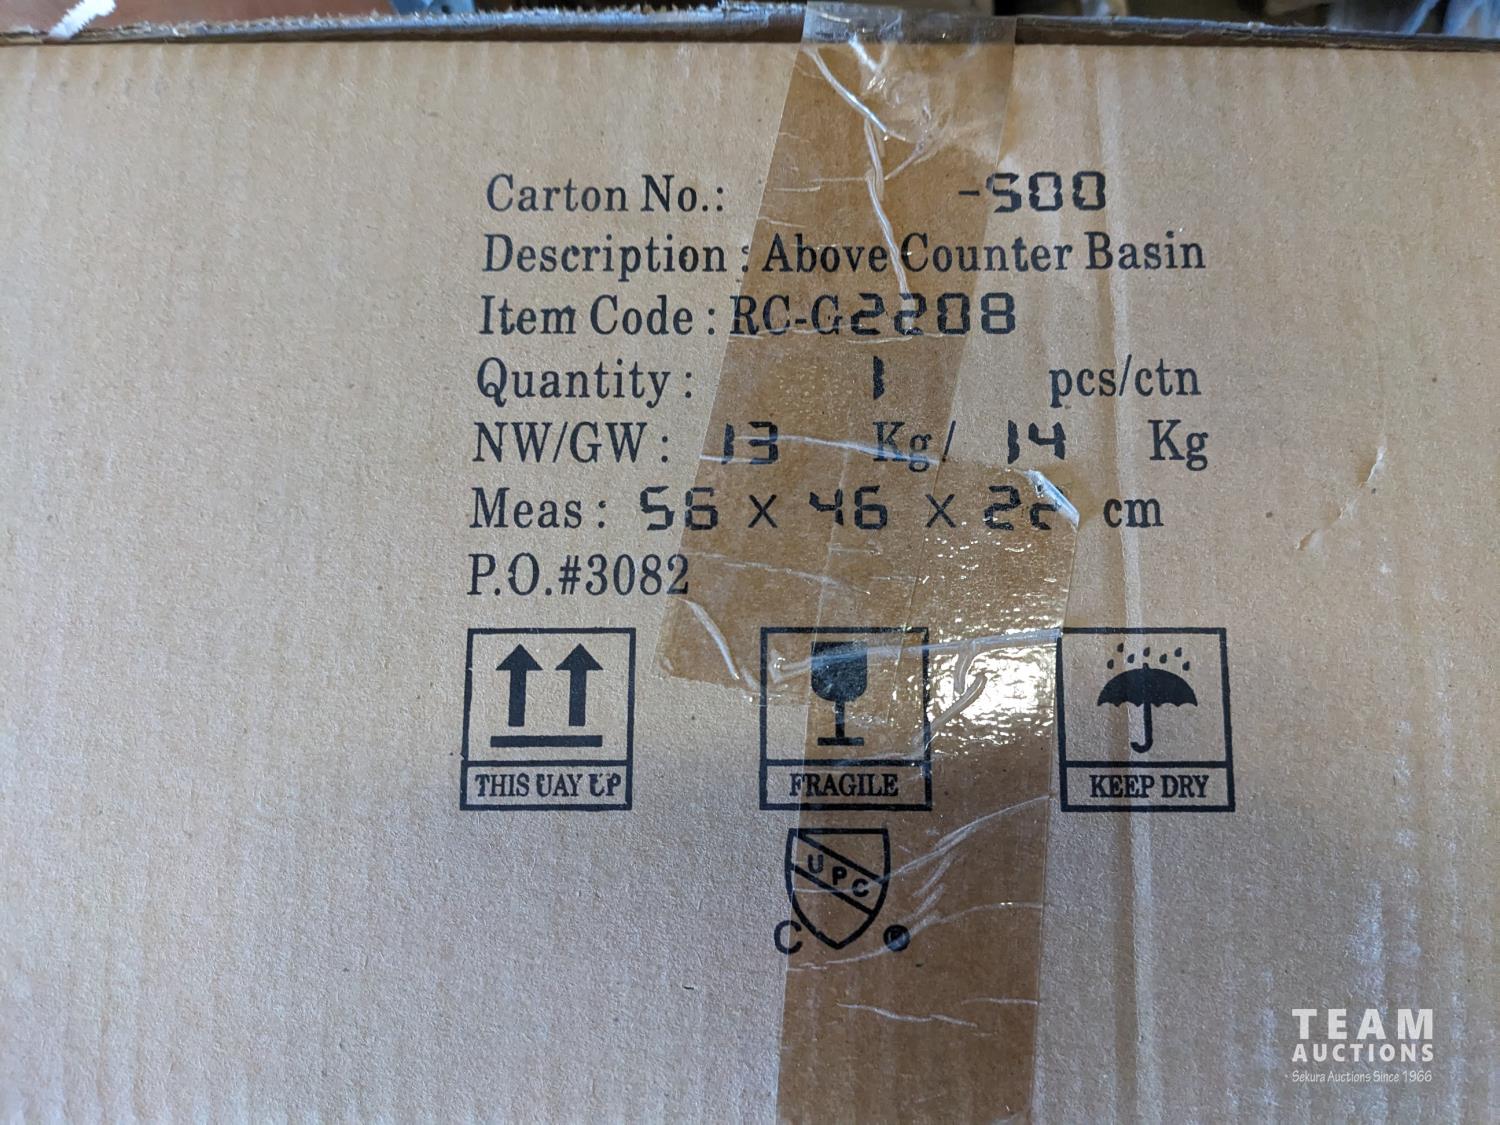 Carton No.: -500
Description : Above Counter Basin
Item Code : RC-G2208
Quantity : 1 pcs/ctn
NW/GW : 13 Kg/ 14 Kg
Meas : 56 x 46 x 22 cm
P.O.#3082
THIS UAY UP
FRAGILE
KEEP DRY
UPC
C ®
TEAM
AUCTIONS
Sekura Auctions Since 1966